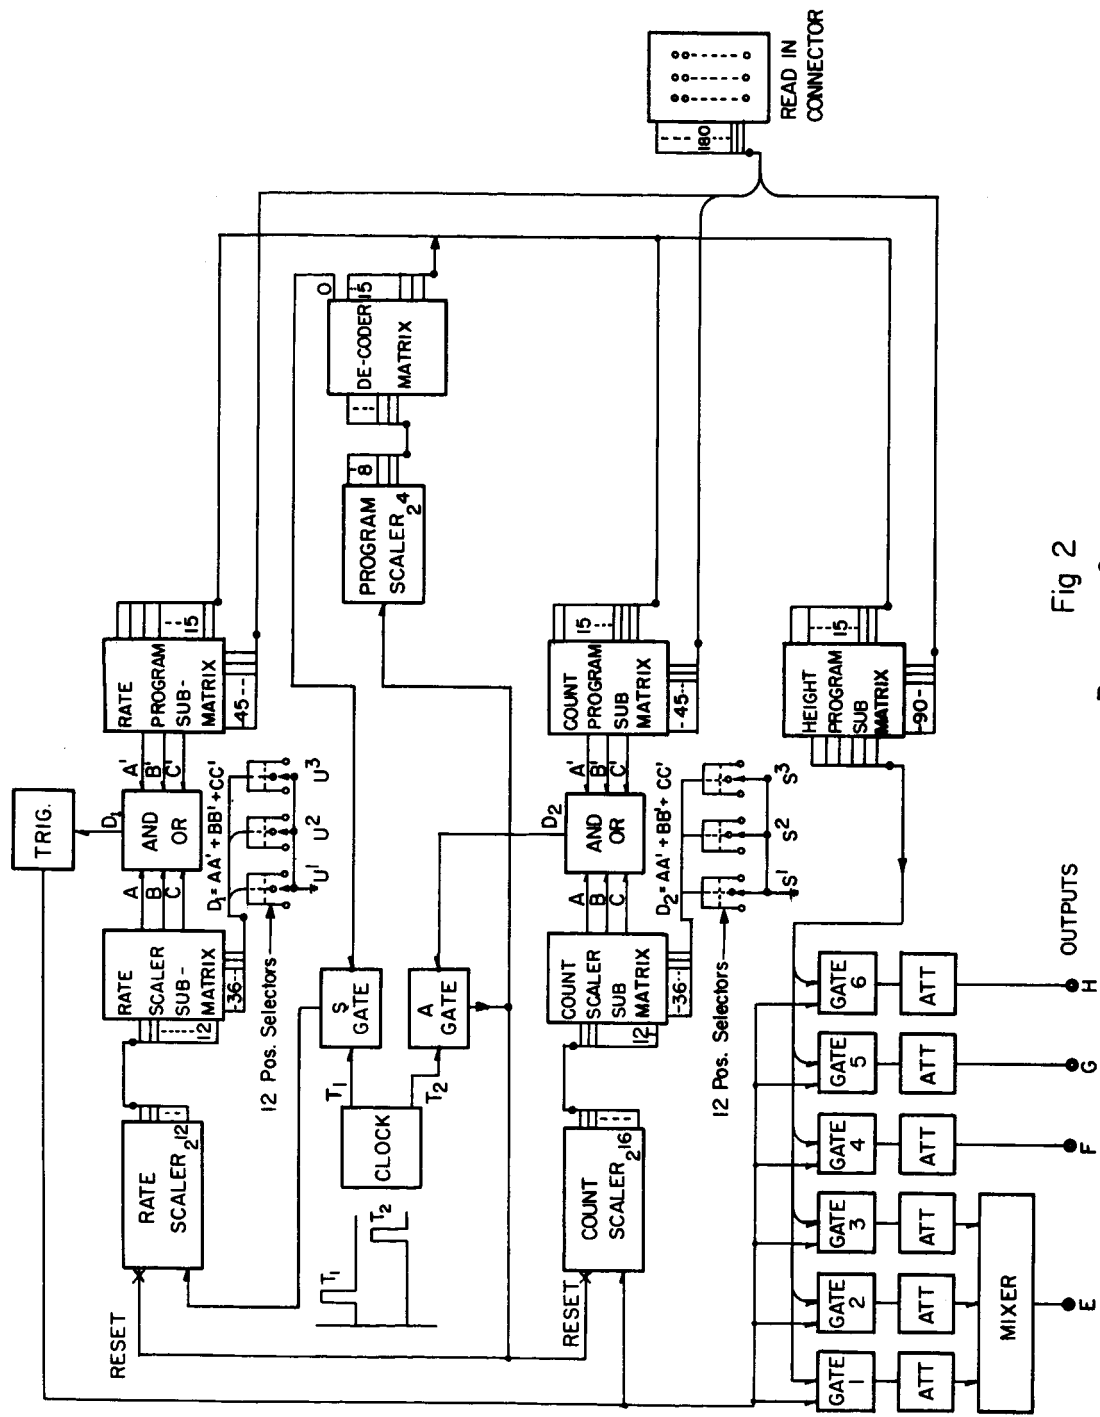 TRIG.
D1
RATE
SCALER
2^12
12
RATE
SCALER
SUB-
MATRIX
-36--
A
B
C
AND
OR
A'
B'
C'
RATE
PROGRAM
SUB-
MATRIX
15
-45--
D1=AA'+BB'+CC'
12 Pos. Selectors
U1
U2
U3
RESET
T1
T2
CLOCK
T1
T2
S
GATE
A
GATE
PROGRAM
SCALER
2^4
8
DE-CODER
MATRIX
0
15
READ IN
CONNECTOR
180
RESET
COUNT
SCALER
2^16
12
COUNT
SCALER
SUB
MATRIX
-36--
A
B
C
AND
OR
D2
A'
B'
C'
COUNT
PROGRAM
SUB
MATRIX
15
-45--
D2=AA'+BB'+CC'
12 Pos. Selectors
S1
S2
S3
HEIGHT
PROGRAM
SUB
MATRIX
15
-90-
GATE
1
GATE
2
GATE
3
GATE
4
GATE
5
GATE
6
ATT
ATT
ATT
ATT
ATT
ATT
MIXER
E
F
G
H
OUTPUTS
Fig 2